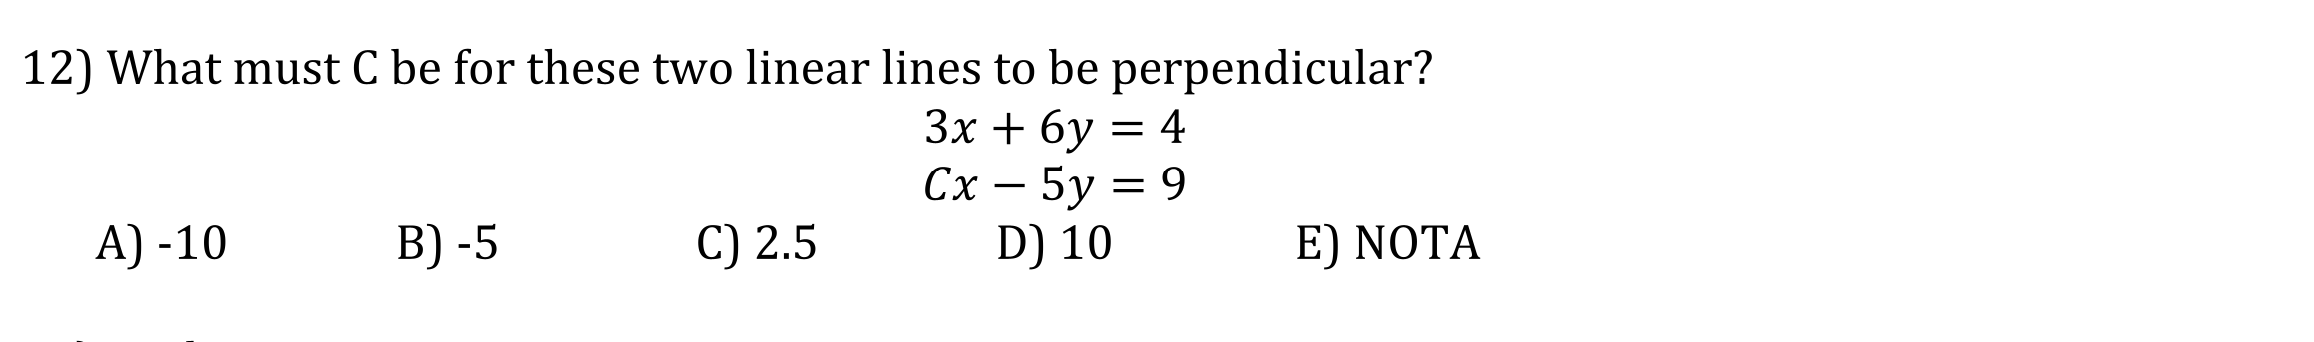 12) What must C be for these two linear lines to be perpendicular?
3x + 6y = 4
Cx − 5y = 9
A) -10 B) -5 C) 2.5 D) 10 E) NOTA